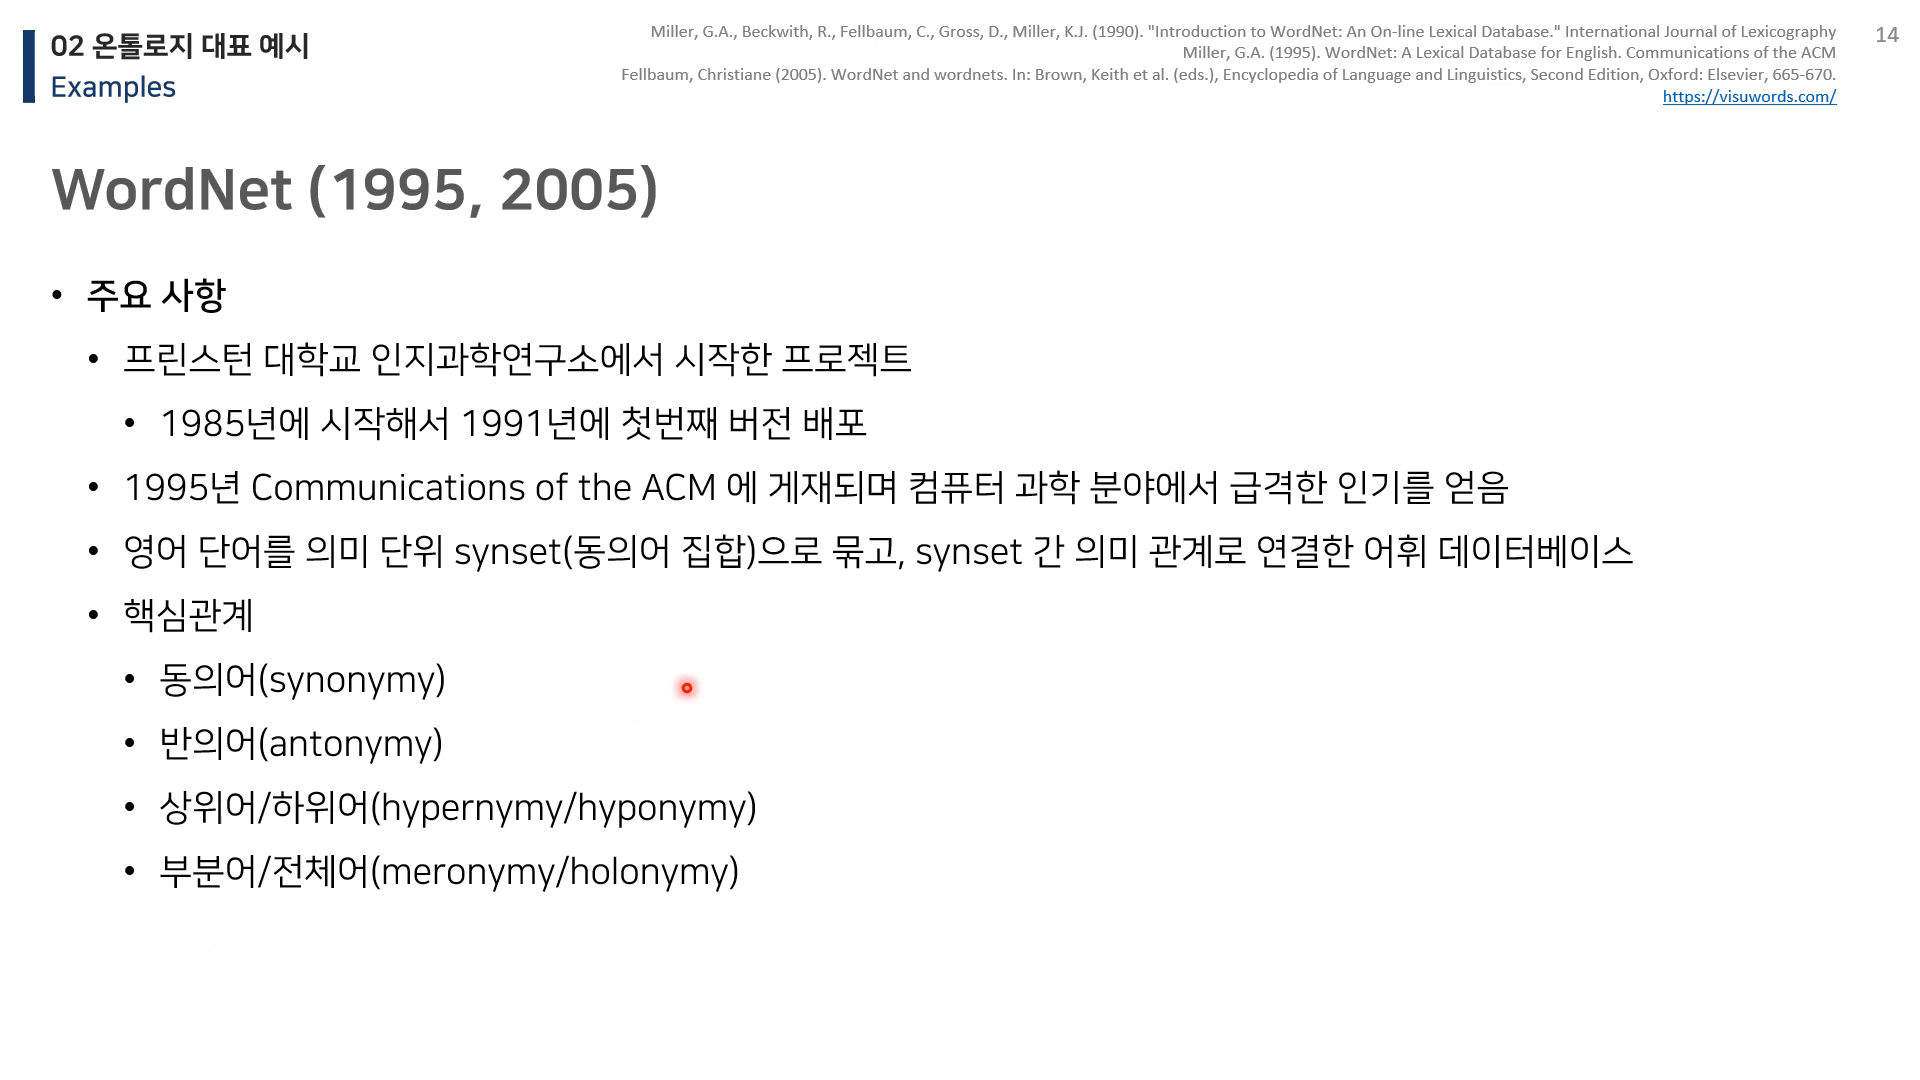 02 온톨로지 대표 예시
Examples
Miller, G.A., Beckwith, R., Fellbaum, C., Gross, D., Miller, K.J. (1990). "Introduction to WordNet: An On-line Lexical Database." International Journal of Lexicography
Miller, G.A. (1995). WordNet: A Lexical Database for English. Communications of the ACM
Fellbaum, Christiane (2005). WordNet and wordnets. In: Brown, Keith et al. (eds.), Encyclopedia of Language and Linguistics, Second Edition, Oxford: Elsevier, 665-670.
https://visuwords.com/
14
WordNet (1995, 2005)
• 주요 사항
• 프린스턴 대학교 인지과학연구소에서 시작한 프로젝트
• 1985년에 시작해서 1991년에 첫번째 버전 배포
• 1995년 Communications of the ACM 에 게재되며 컴퓨터 과학 분야에서 급격한 인기를 얻음
• 영어 단어를 의미 단위 synset(동의어 집합)으로 묶고, synset 간 의미 관계로 연결한 어휘 데이터베이스
• 핵심관계
• 동의어(synonymy)
• 반의어(antonymy)
• 상위어/하위어(hypernymy/hyponymy)
• 부분어/전체어(meronymy/holonymy)